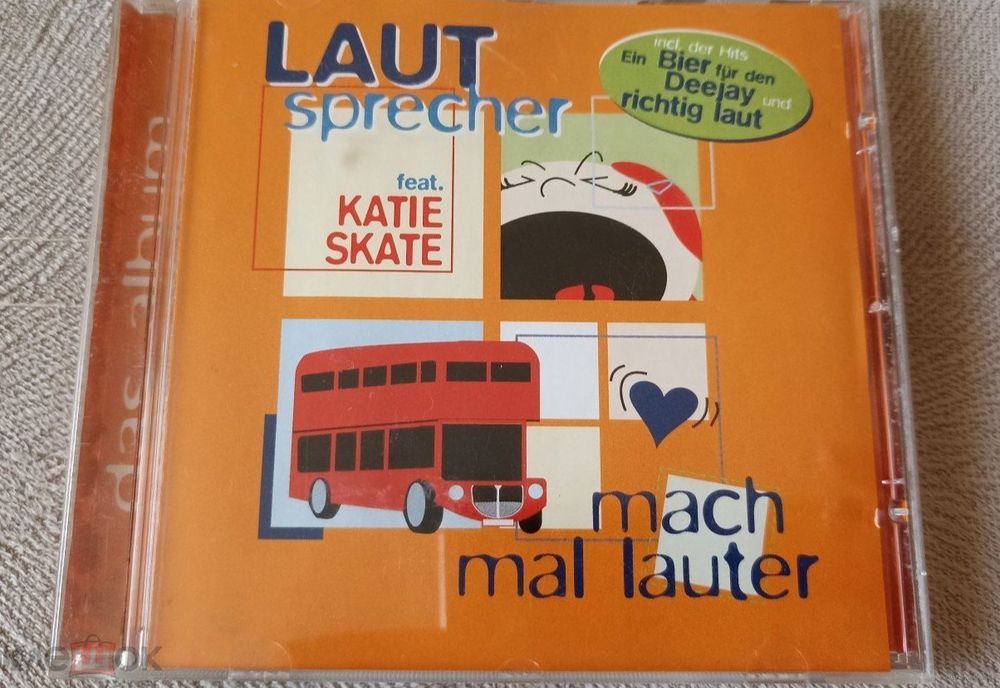 LAUT
sprecher
incl. der Hits
Ein Bier für den
Deejay und
richtig laut
feat.
KATIE
SKATE
das album
mach
mal lauter